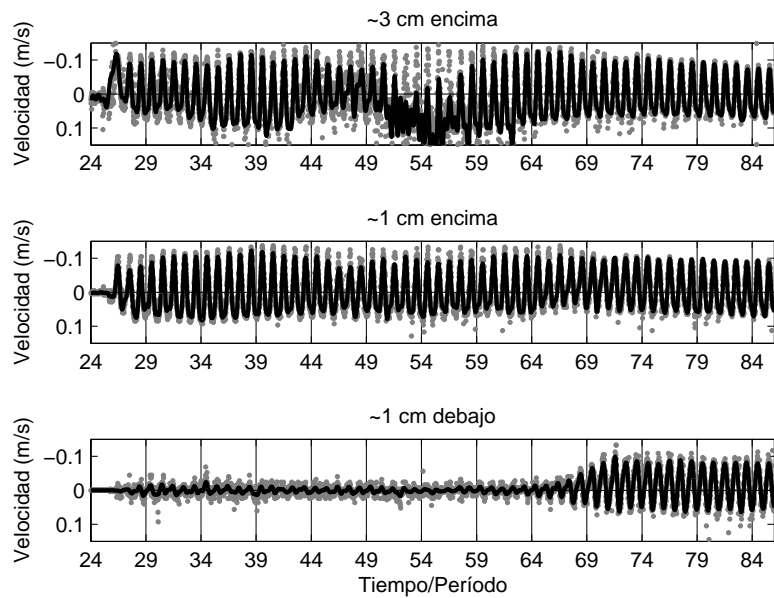 ~3 cm encima
Velocidad (m/s)
−0.1
0
0.1
24 29 34 39 44 49 54 59 64 69 74 79 84
~1 cm encima
Velocidad (m/s)
−0.1
0
0.1
24 29 34 39 44 49 54 59 64 69 74 79 84
~1 cm debajo
Velocidad (m/s)
−0.1
0
0.1
24 29 34 39 44 49 54 59 64 69 74 79 84
Tiempo/Período